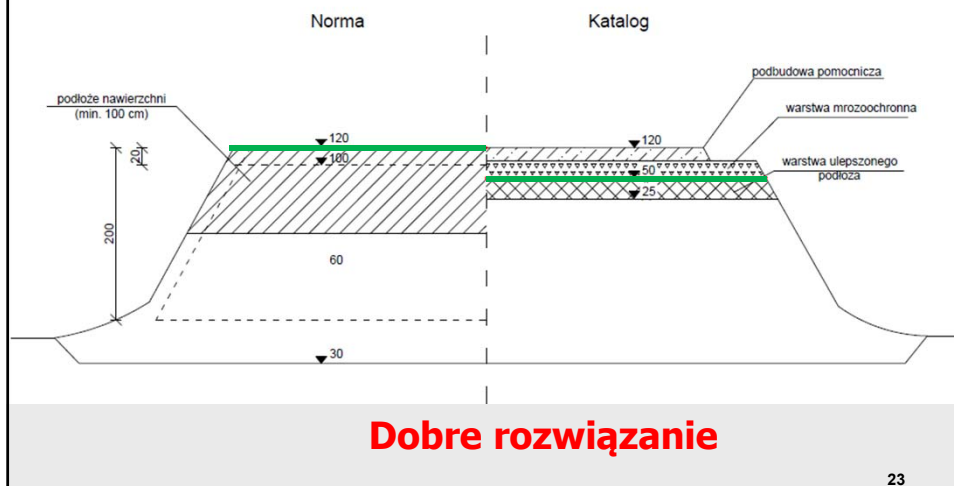 Norma
Katalog
podbudowa pomocnicza
podłoże nawierzchni
(min. 100 cm)
warstwa mrozoochronna
120
20
100
120
warstwa ulepszonego
podłoża
50
25
200
60
30
Dobre rozwiązanie
23